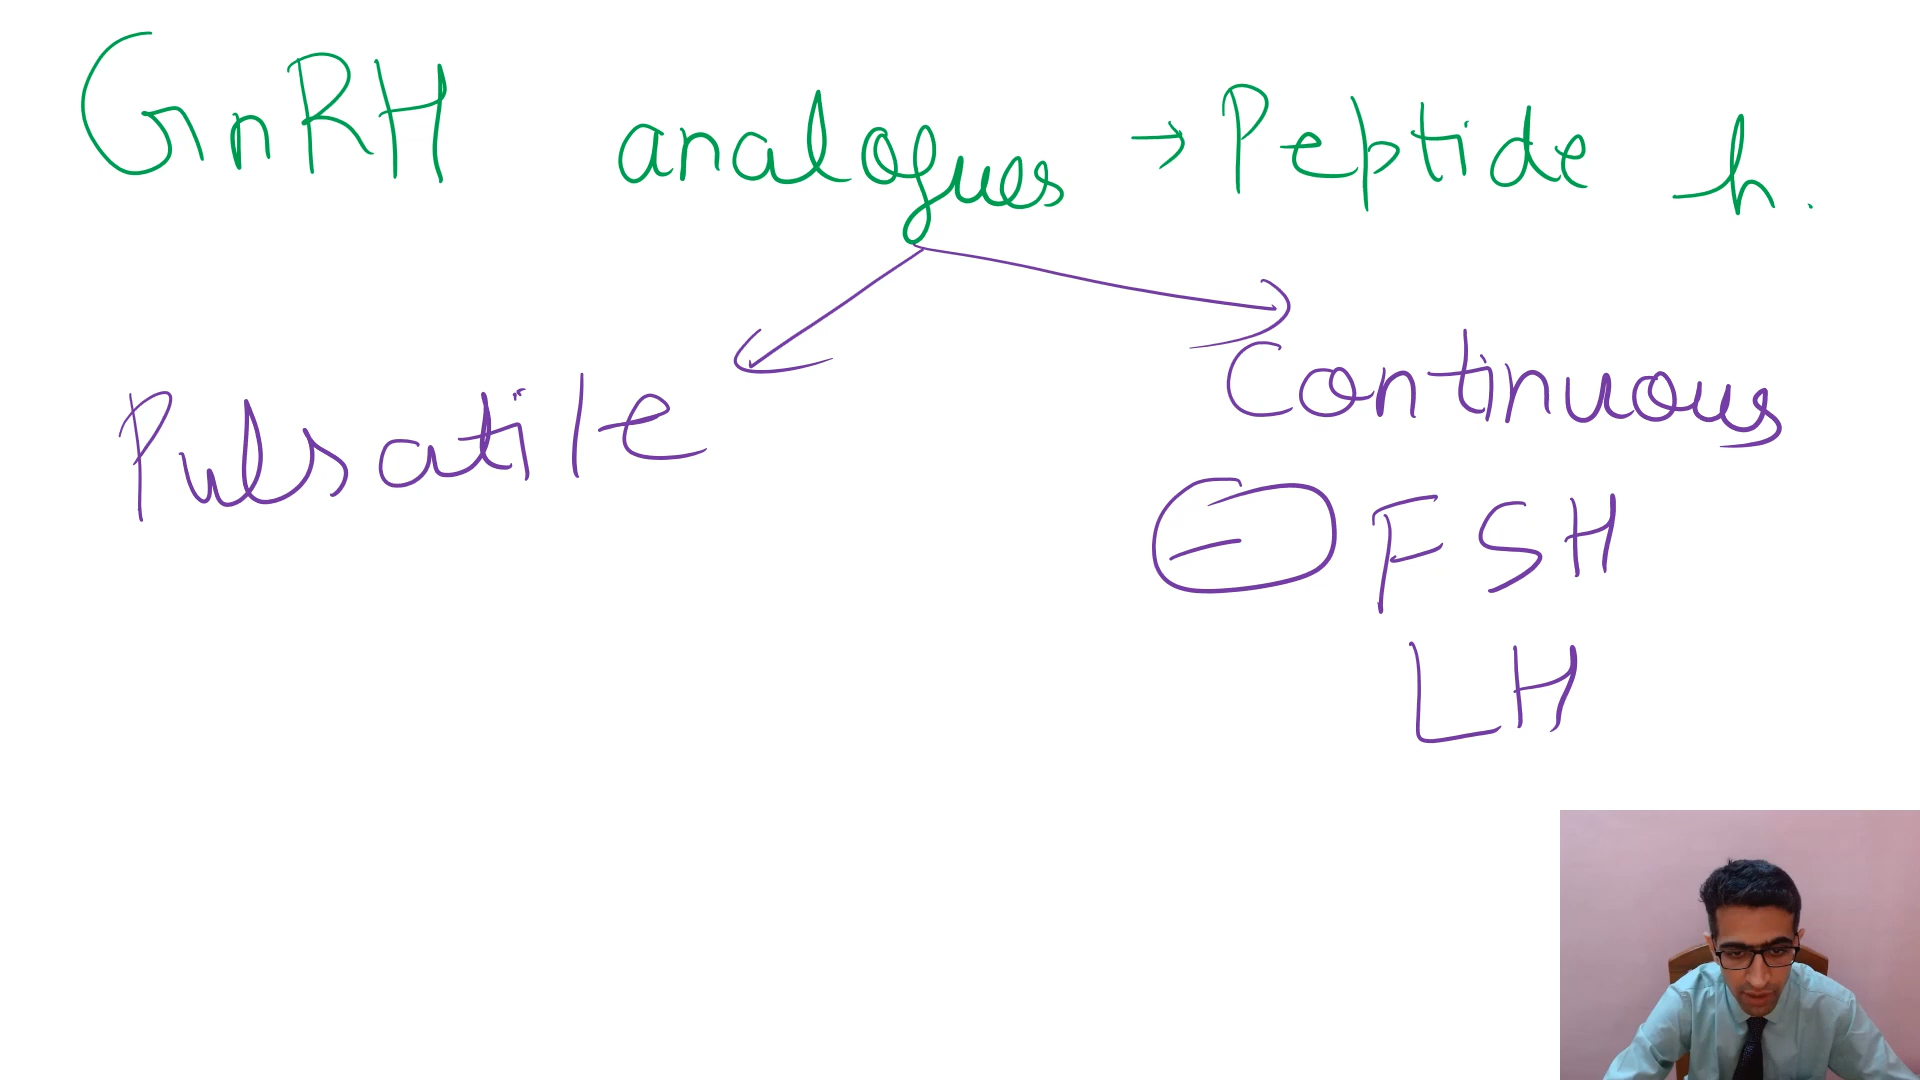 GnRH analogues → Peptide h.
Pulsatile
Continuous
⊖ FSH
LH